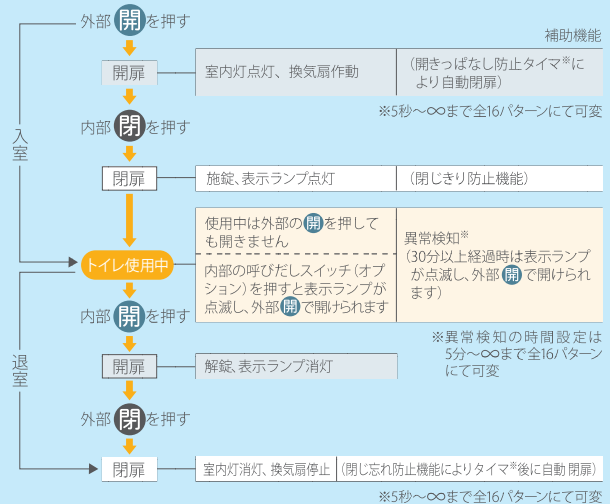 外部 開 を押す
補助機能
開扉
室内灯点灯、換気扇作動
(開きっぱなし防止タイマ※に
より自動閉扉)
※5秒〜∞まで全16パターンにて可変
内部 閉 を押す
入室
閉扉
施錠、表示ランプ点灯
(閉じきり防止機能)
トイレ使用中
使用中は外部の 開 を押して
も開きません
内部の呼びだしスイッチ(オプ
ション)を押すと表示ランプが
点滅し、外部 開 で開けられます
異常検知※
(30分以上経過時は表示ランプ
が点滅し、外部 開 で開けられ
ます)
内部 開 を押す
※異常検知の時間設定は
5分〜∞まで全16パターン
にて可変
退室
開扉
解錠、表示ランプ消灯
外部 閉 を押す
閉扉
室内灯消灯、換気扇停止
(閉じ忘れ防止機能によりタイマ※後に自動閉扉)
※5秒〜∞まで全16パターンにて可変